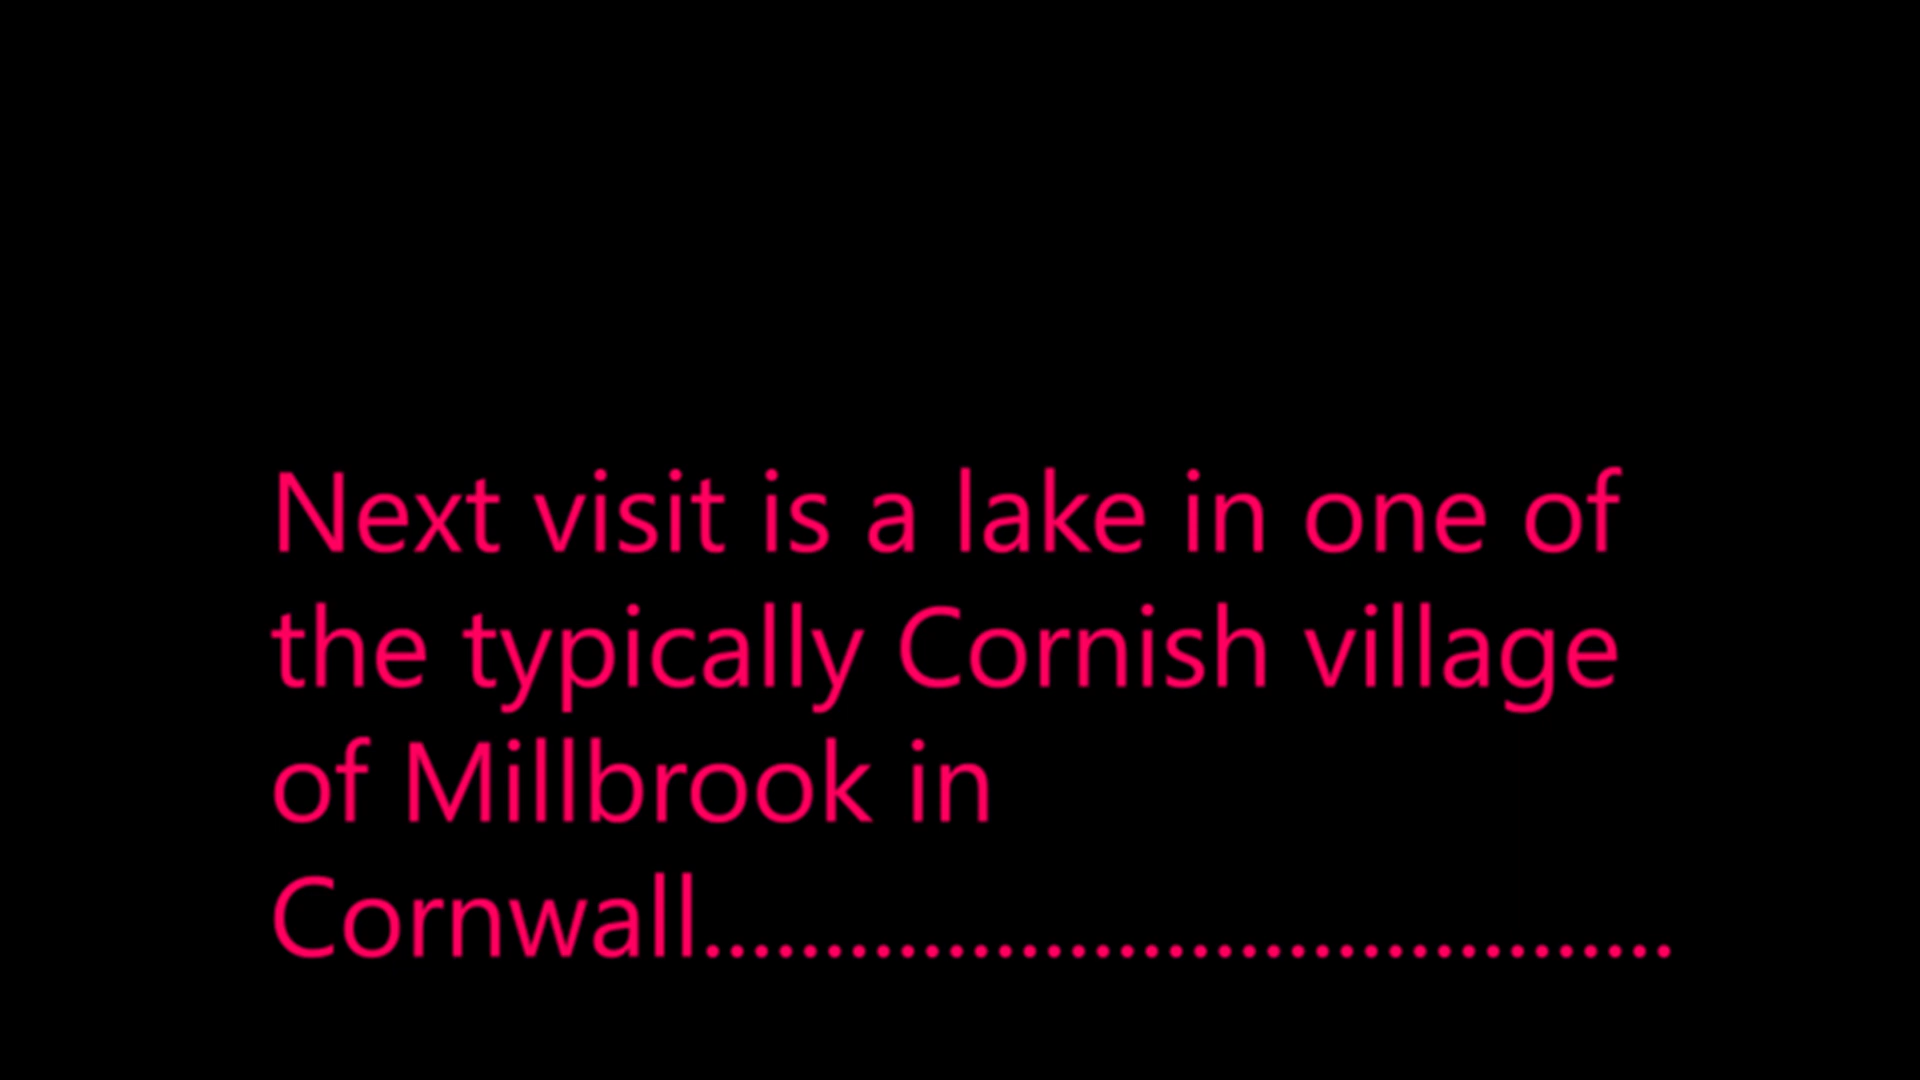 Next visit is a lake in one of
the typically Cornish village
of Millbrook in
Cornwall........................................